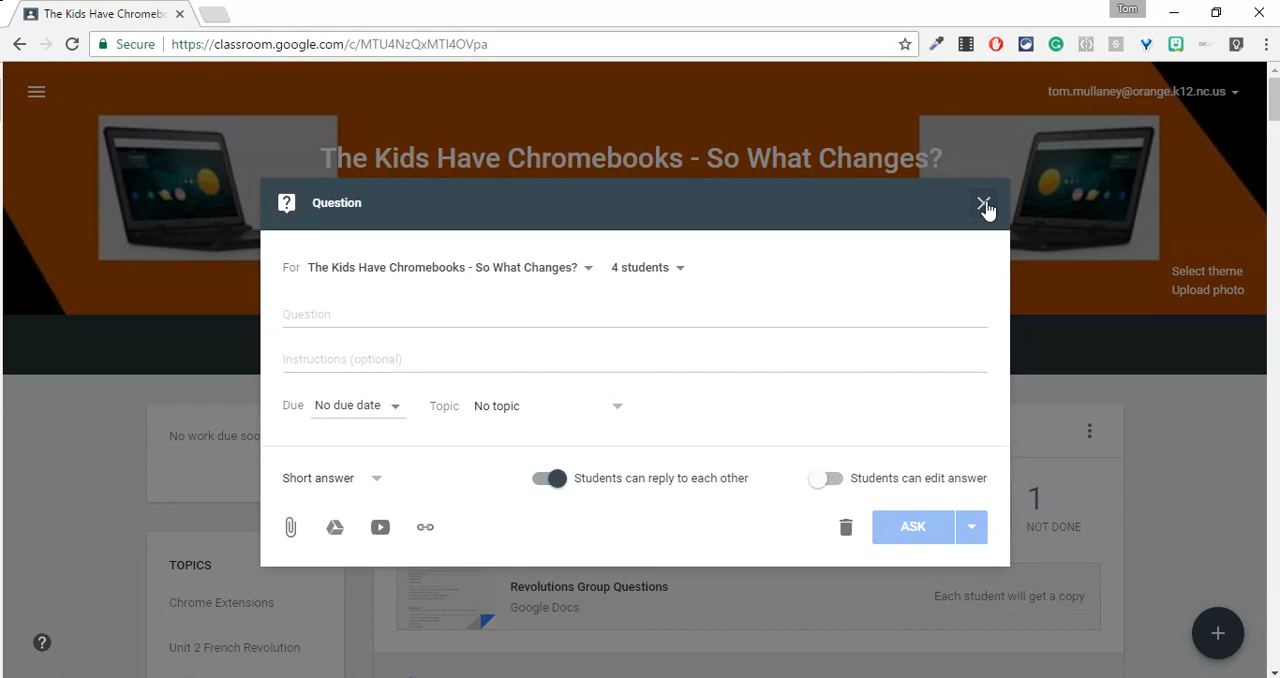 The Kids Have Chromeb
Tom
Secure
https://classroom.google.com/c/MTU4NzQxMTI4OVpa
tom.mullaney@orange.k12.nc.us
The Kids Have Chromebooks - So What Changes?
Question
For The Kids Have Chromebooks - So What Changes? 4 students
Select theme
Upload photo
Question
Instructions (optional)
Due No due date Topic No topic
No work due soo
Short answer Students can reply to each other Students can edit answer
1
NOT DONE
ASK
TOPICS
Chrome Extensions
Unit 2 French Revolution
Revolutions Group Questions
Google Docs
Each student will get a copy